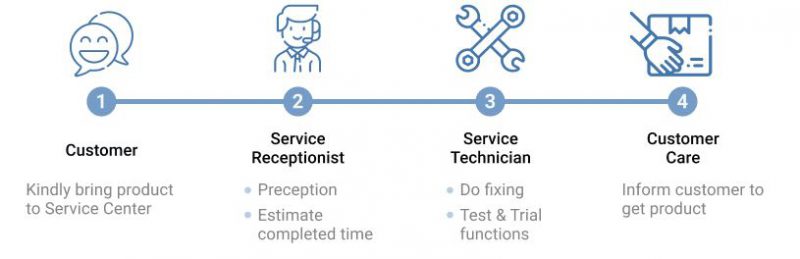 1
2
3
4
Customer
Kindly bring product
to Service Center
Service
Receptionist
Preception
Estimate
completed time
Service
Technician
Do fixing
Test & Trial
functions
Customer
Care
Inform customer to
get product